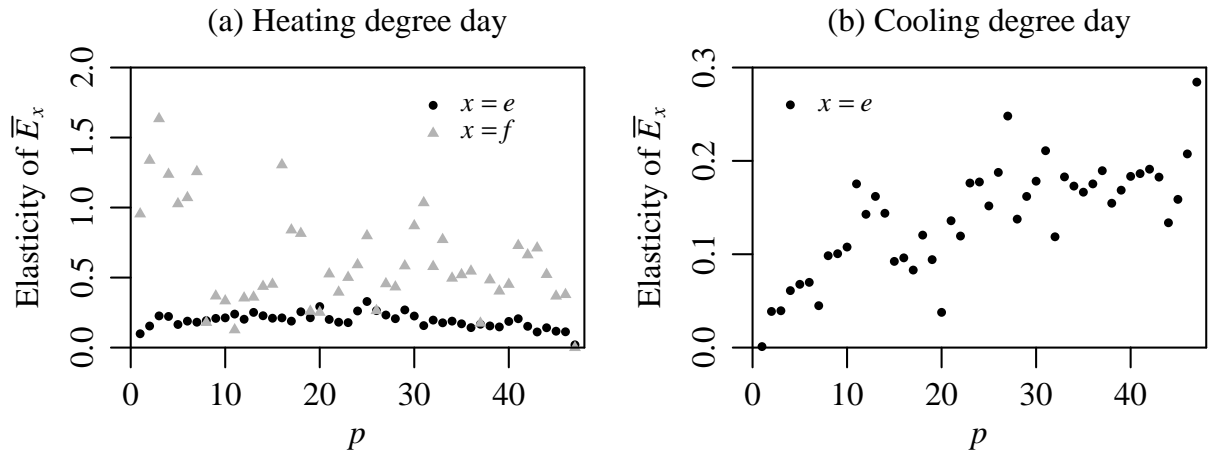 (a) Heating degree day
Elasticity of E̅ₓ
2.0
1.5
1.0
0.5
0.0
x = e
x = f
0 10 20 30 40
p
(b) Cooling degree day
Elasticity of E̅ₓ
0.3
0.2
0.1
0.0
x = e
0 10 20 30 40
p